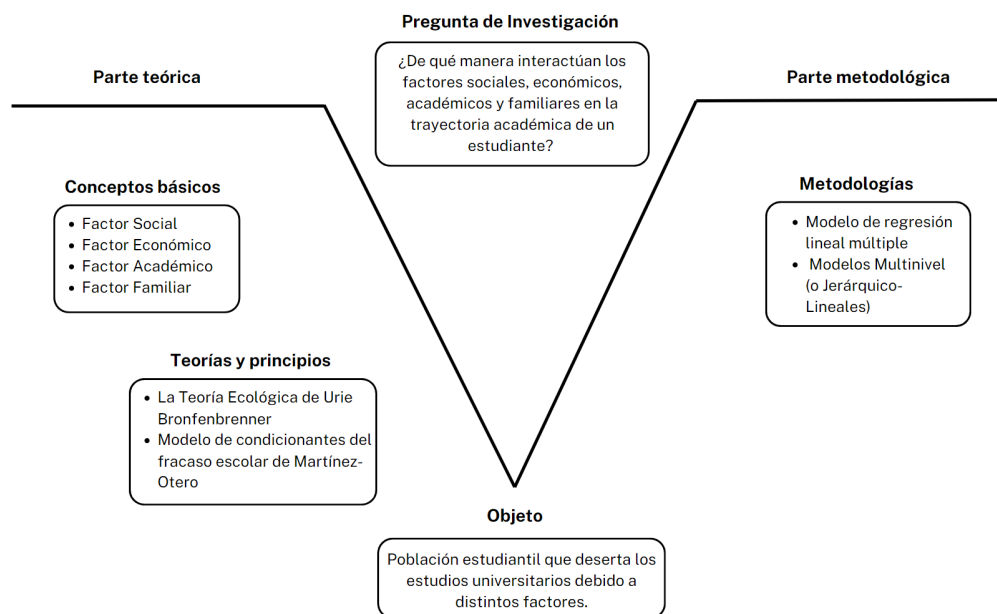 Pregunta de Investigación
¿De qué manera interactúan los
factores sociales, económicos,
académicos y familiares en la
trayectoria académica de un
estudiante?
Parte teórica
Parte metodológica
Conceptos básicos
• Factor Social
• Factor Económico
• Factor Académico
• Factor Familiar
Metodologías
• Modelo de regresión
lineal múltiple
• Modelos Multinivel
(o Jerárquico-
Lineales)
Teorías y principios
• La Teoría Ecológica de Urie
Bronfenbrenner
• Modelo de condicionantes del
fracaso escolar de Martínez-
Otero
Objeto
Población estudiantil que deserta los
estudios universitarios debido a
distintos factores.